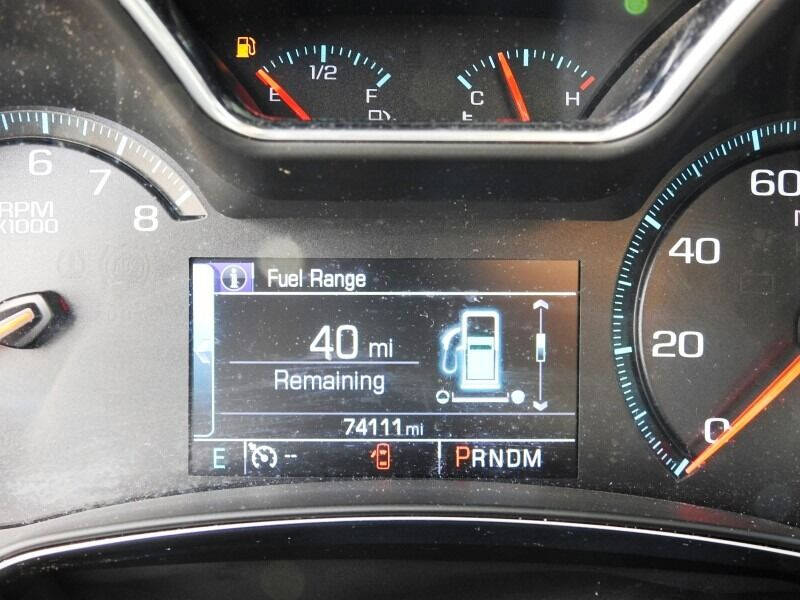 1/2
E F
C H
6 7 8
RPM
X1000
60
40
20
0
i Fuel Range
40 mi
Remaining
74111 mi
E -- PRNDM